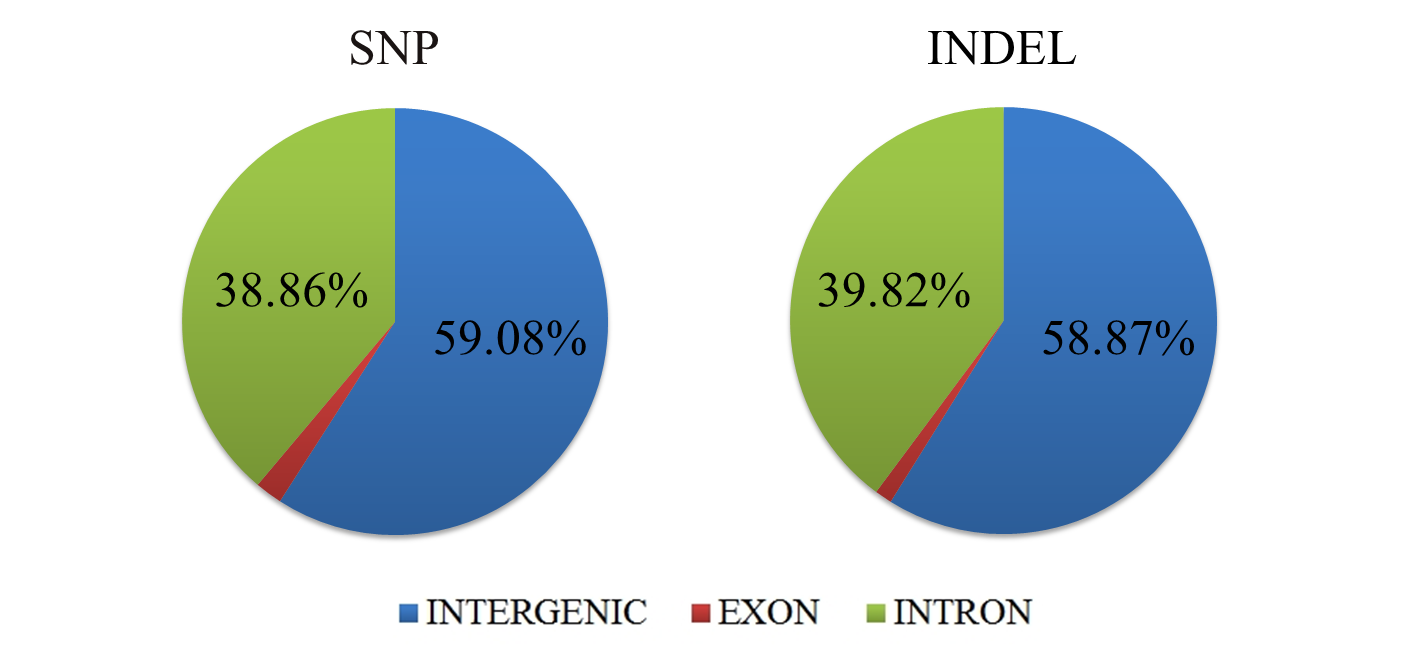 SNP
INDEL
38.86%
59.08%
39.82%
58.87%
INTERGENIC
EXON
INTRON